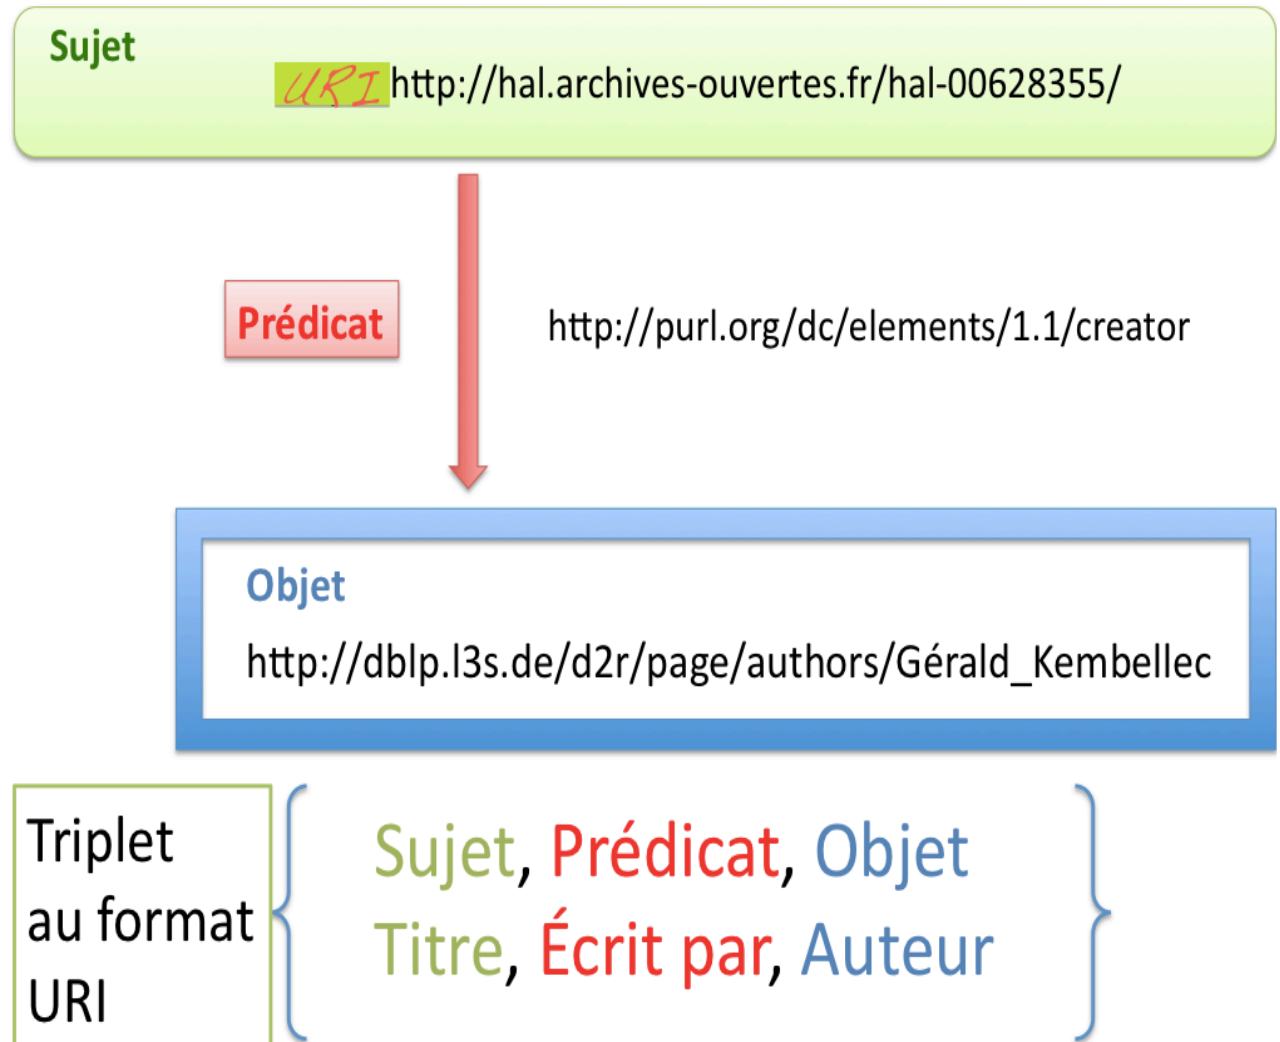 Sujet
URI http://hal.archives-ouvertes.fr/hal-00628355/
Prédicat
http://purl.org/dc/elements/1.1/creator
Objet
http://dblp.l3s.de/d2r/page/authors/Gérald_Kembellec
Triplet
au format
URI
Sujet, Prédicat, Objet
Titre, Écrit par, Auteur